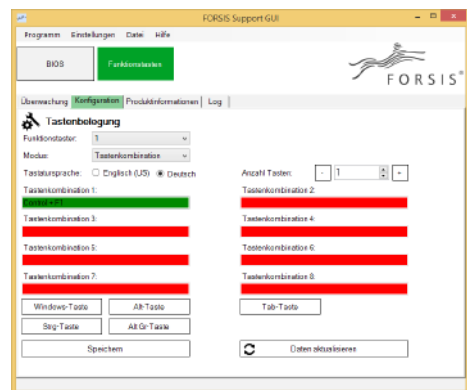 FORSIS Support GUI
Programm Einstellungen Datei Hilfe
BIOS
Funktionstasten
FORSIS®
Überwachung Konfiguration Produktinformationen Log
Tastenbelegung
Funktionstaster: 1
Modus: Tastenkombination
Tastatursprache: Englisch (US) Deutsch
Anzahl Tasten: - 1 +
Tastenkombination 1: Tastenkombination 2:
Control + F1
Tastenkombination 3: Tastenkombination 4:
Tastenkombination 5: Tastenkombination 6:
Tastenkombination 7: Tastenkombination 8:
Windows-Taste Alt-Taste Tab-Taste
Strg-Taste Alt Gr-Taste
Speichern Daten aktualisieren